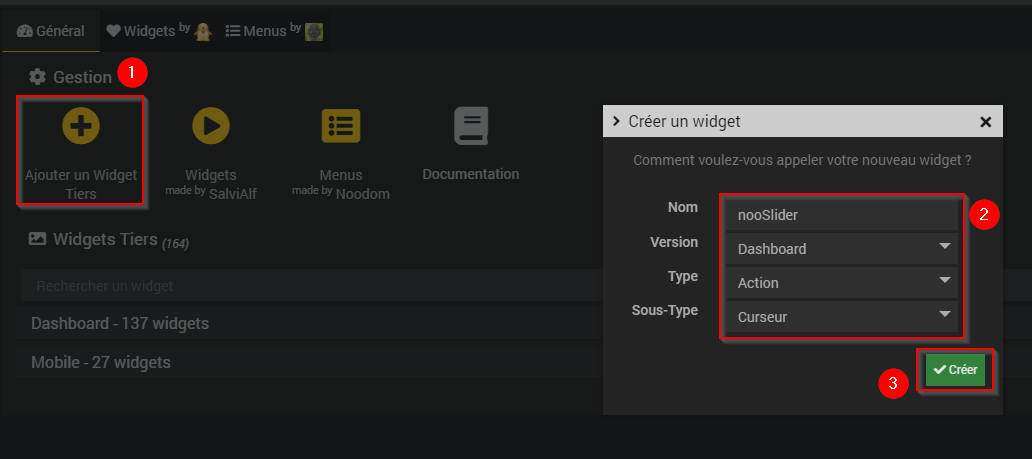 Général Widgets by Menus by
Gestion 1
Ajouter un Widget
Tiers
Widgets
made by SalviAlf
Menus
made by Noodom
Documentation
Widgets Tiers (164)
Rechercher un widget
Dashboard - 137 widgets
Mobile - 27 widgets
Créer un widget
Comment voulez-vous appeler votre nouveau widget ?
Nom nooSlider 2
Version Dashboard
Type Action
Sous-Type Curseur
3 Créer